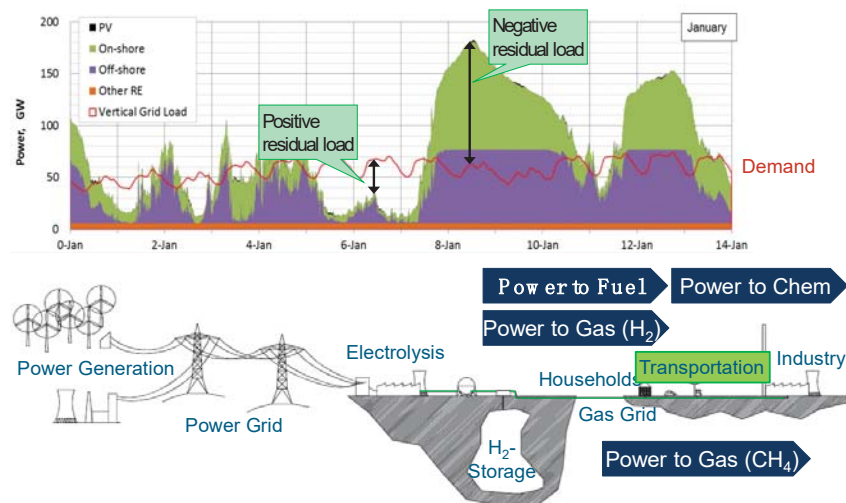 200
150
100
50
0
Power, GW
PV
On-shore
Off-shore
Other RE
Vertical Grid Load
Positive
residual load
Negative
residual load
January
Demand
0-Jan
2-Jan
4-Jan
6-Jan
8-Jan
10-Jan
12-Jan
14-Jan
Power to Fuel
Power to Chem
Power to Gas (H₂)
Power Generation
Power Grid
Electrolysis
Households
Transportation
Industry
Gas Grid
H₂-
Storage
Power to Gas (CH₄)